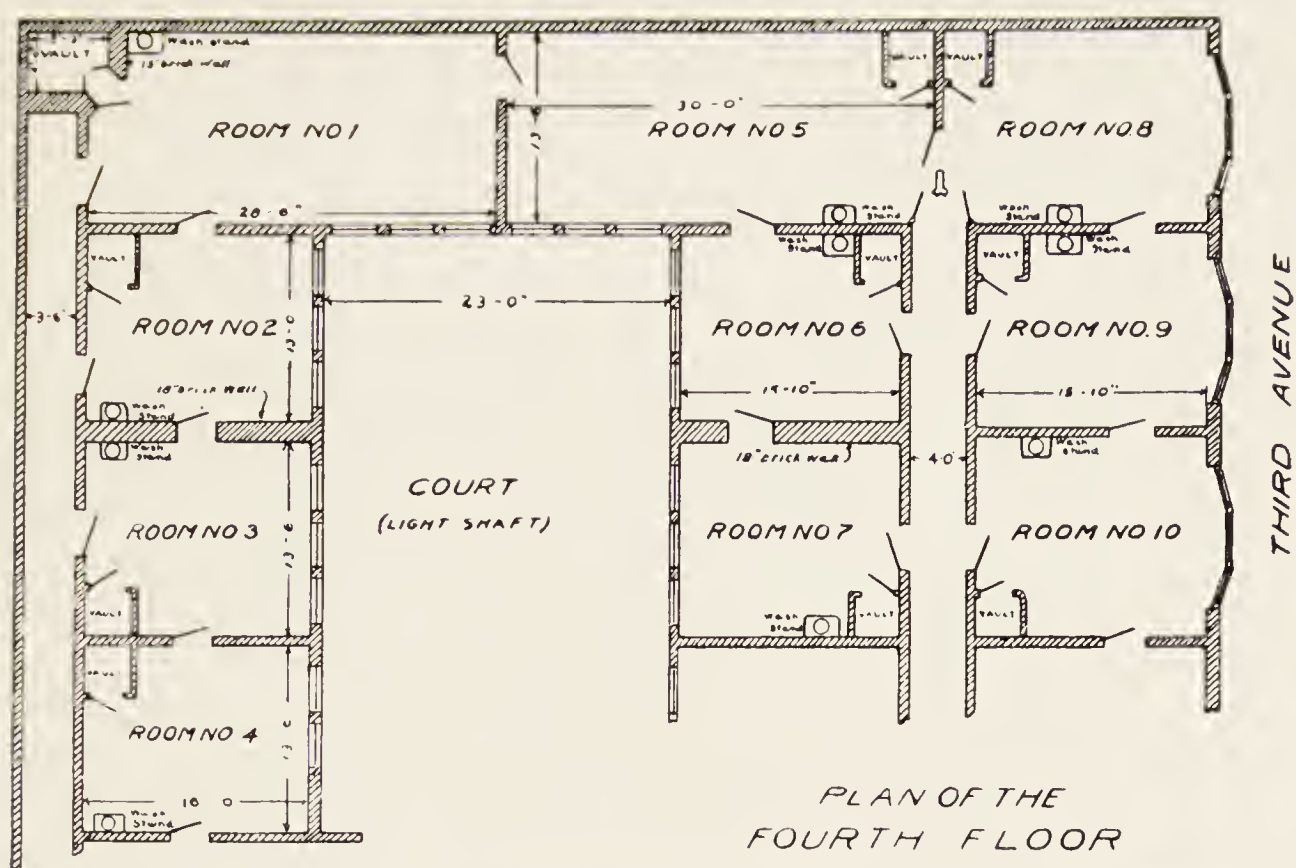 VAULT
Wash Stand
13" brick wall
ROOM NO. 1
28-6"
VAULT
3-6"
ROOM NO 2
13-0
18" brick wall
Wash Stand
Wash Stand
ROOM NO 3
13-6
VAULT
VAULT
ROOM NO 4
16 0
Wash Stand
23-0"
COURT
(LIGHT SHAFT)
13
30-0"
ROOM NO 5
VAULT
VAULT
ROOM NO. 8
Wash Stand
Wash Stand
VAULT
ROOM NO 6
18" brick wall
ROOM NO 7
Wash Stand
VAULT
4-0
Wash Stand
Wash Stand
VAULT
ROOM NO. 9
15-10"
Wash Stand
ROOM NO. 10
VAULT
THIRD AVENUE
PLAN OF THE
FOURTH FLOOR